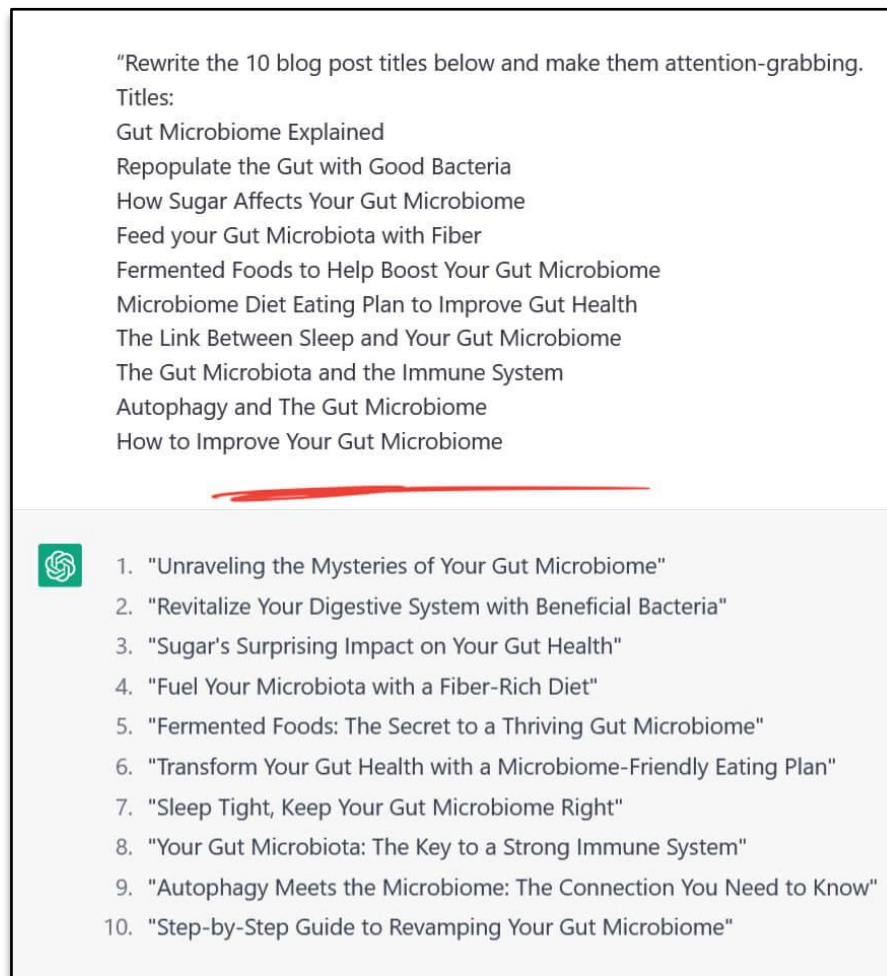 “Rewrite the 10 blog post titles below and make them attention-grabbing.
Titles:
Gut Microbiome Explained
Repopulate the Gut with Good Bacteria
How Sugar Affects Your Gut Microbiome
Feed your Gut Microbiota with Fiber
Fermented Foods to Help Boost Your Gut Microbiome
Microbiome Diet Eating Plan to Improve Gut Health
The Link Between Sleep and Your Gut Microbiome
The Gut Microbiota and the Immune System
Autophagy and The Gut Microbiome
How to Improve Your Gut Microbiome
1. "Unraveling the Mysteries of Your Gut Microbiome"
2. "Revitalize Your Digestive System with Beneficial Bacteria"
3. "Sugar's Surprising Impact on Your Gut Health"
4. "Fuel Your Microbiota with a Fiber-Rich Diet"
5. "Fermented Foods: The Secret to a Thriving Gut Microbiome"
6. "Transform Your Gut Health with a Microbiome-Friendly Eating Plan"
7. "Sleep Tight, Keep Your Gut Microbiome Right"
8. "Your Gut Microbiota: The Key to a Strong Immune System"
9. "Autophagy Meets the Microbiome: The Connection You Need to Know"
10. "Step-by-Step Guide to Revamping Your Gut Microbiome"